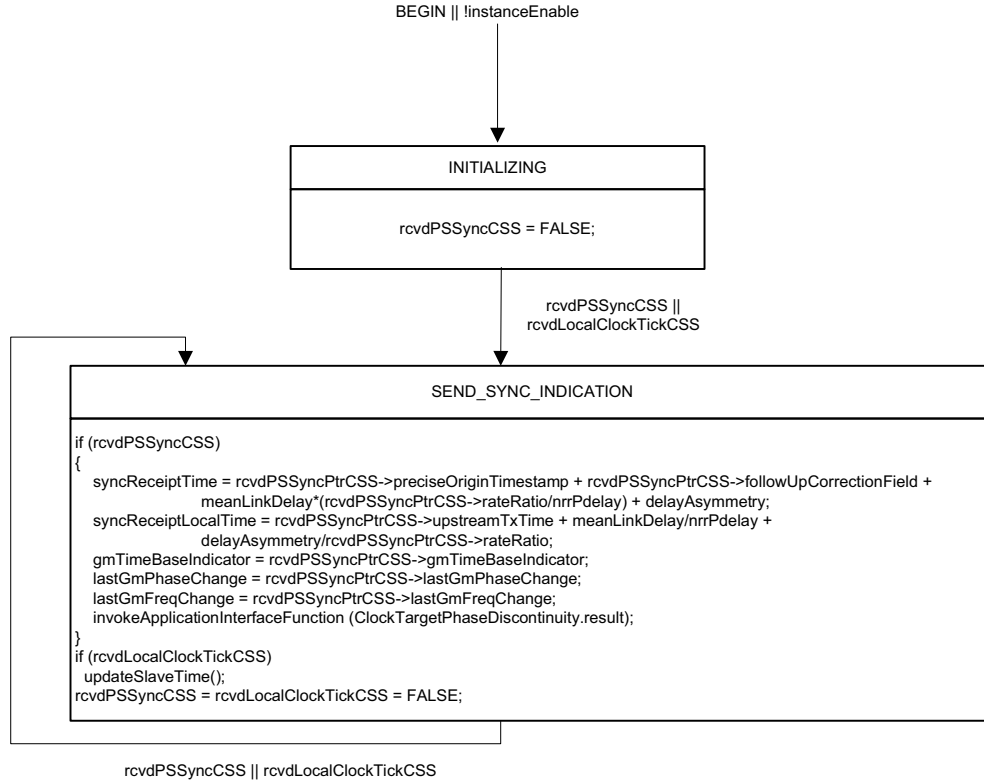 BEGIN || !instanceEnable
INITIALIZING
rcvdPSSyncCSS = FALSE;
rcvdPSSyncCSS ||
rcvdLocalClockTickCSS
SEND_SYNC_INDICATION
if (rcvdPSSyncCSS)
{
syncReceiptTime = rcvdPSSyncPtrCSS->preciseOriginTimestamp + rcvdPSSyncPtrCSS->followUpCorrectionField +
meanLinkDelay*(rcvdPSSyncPtrCSS->rateRatio/nrrPdelay) + delayAsymmetry;
syncReceiptLocalTime = rcvdPSSyncPtrCSS->upstreamTxTime + meanLinkDelay/nrrPdelay +
delayAsymmetry/rcvdPSSyncPtrCSS->rateRatio;
gmTimeBaseIndicator = rcvdPSSyncPtrCSS->gmTimeBaseIndicator;
lastGmPhaseChange = rcvdPSSyncPtrCSS->lastGmPhaseChange;
lastGmFreqChange = rcvdPSSyncPtrCSS->lastGmFreqChange;
invokeApplicationInterfaceFunction (ClockTargetPhaseDiscontinuity.result);
}
if (rcvdLocalClockTickCSS)
updateSlaveTime();
rcvdPSSyncCSS = rcvdLocalClockTickCSS = FALSE;
rcvdPSSyncCSS || rcvdLocalClockTickCSS